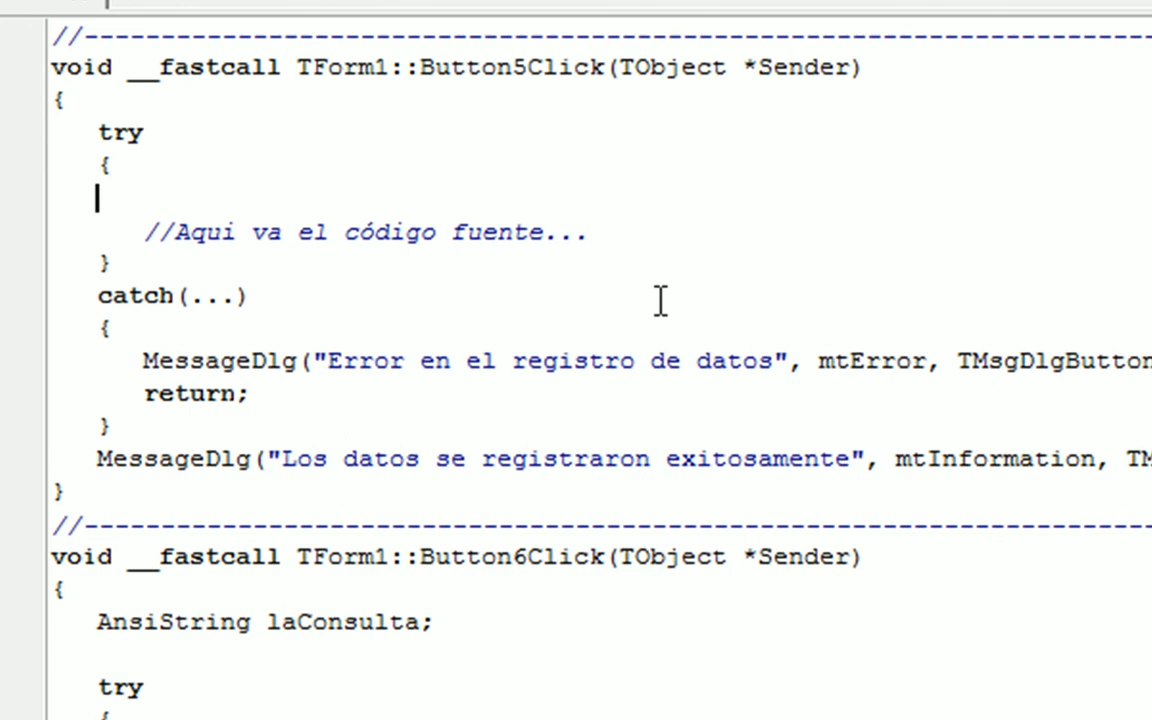 //----------------------------------------------------------------------
void __fastcall TForm1::Button5Click(TObject *Sender)
{
try
{
//Aqui va el código fuente...
}
catch(...)
{
MessageDlg("Error en el registro de datos", mtError, TMsgDlgButton
return;
}
MessageDlg("Los datos se registraron exitosamente", mtInformation, TM
}
//----------------------------------------------------------------------
void __fastcall TForm1::Button6Click(TObject *Sender)
{
AnsiString laConsulta;
try
{